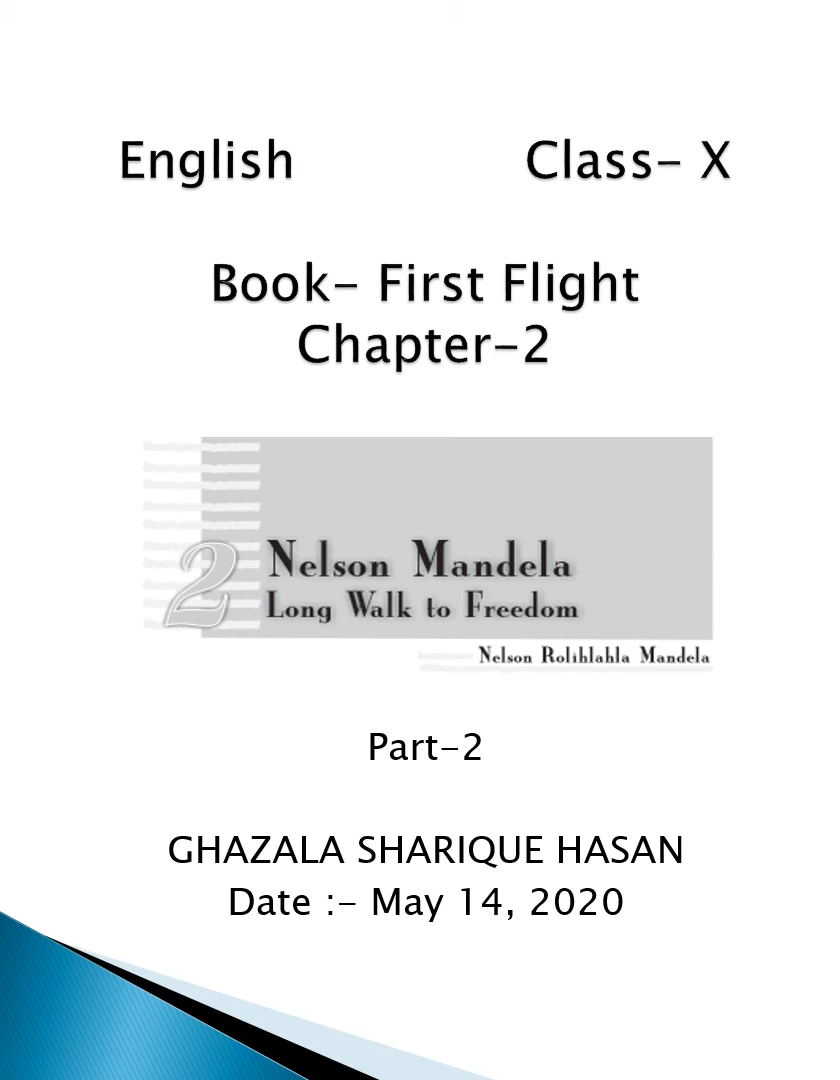 English Class- X
Book- First Flight
Chapter-2
2 Nelson Mandela
Long Walk to Freedom
Nelson Rolihlahla Mandela
Part-2
GHAZALA SHARIQUE HASAN
Date :- May 14, 2020